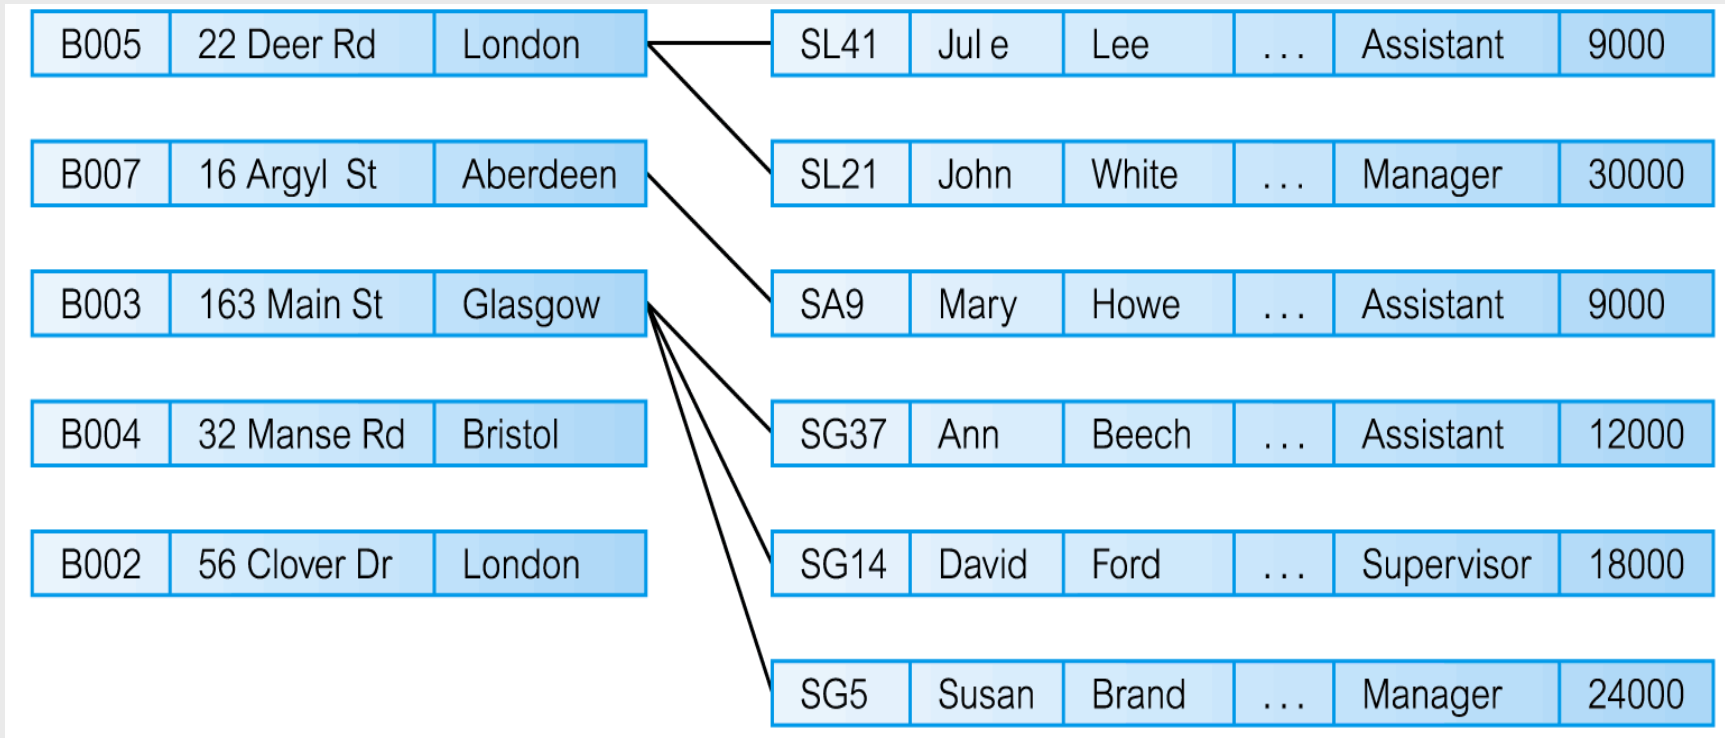 B005 22 Deer Rd London SL41 Jul e Lee ... Assistant 9000
B007 16 Argyl St Aberdeen SL21 John White ... Manager 30000
B003 163 Main St Glasgow SA9 Mary Howe ... Assistant 9000
B004 32 Manse Rd Bristol SG37 Ann Beech ... Assistant 12000
B002 56 Clover Dr London SG14 David Ford ... Supervisor 18000
SG5 Susan Brand ... Manager 24000